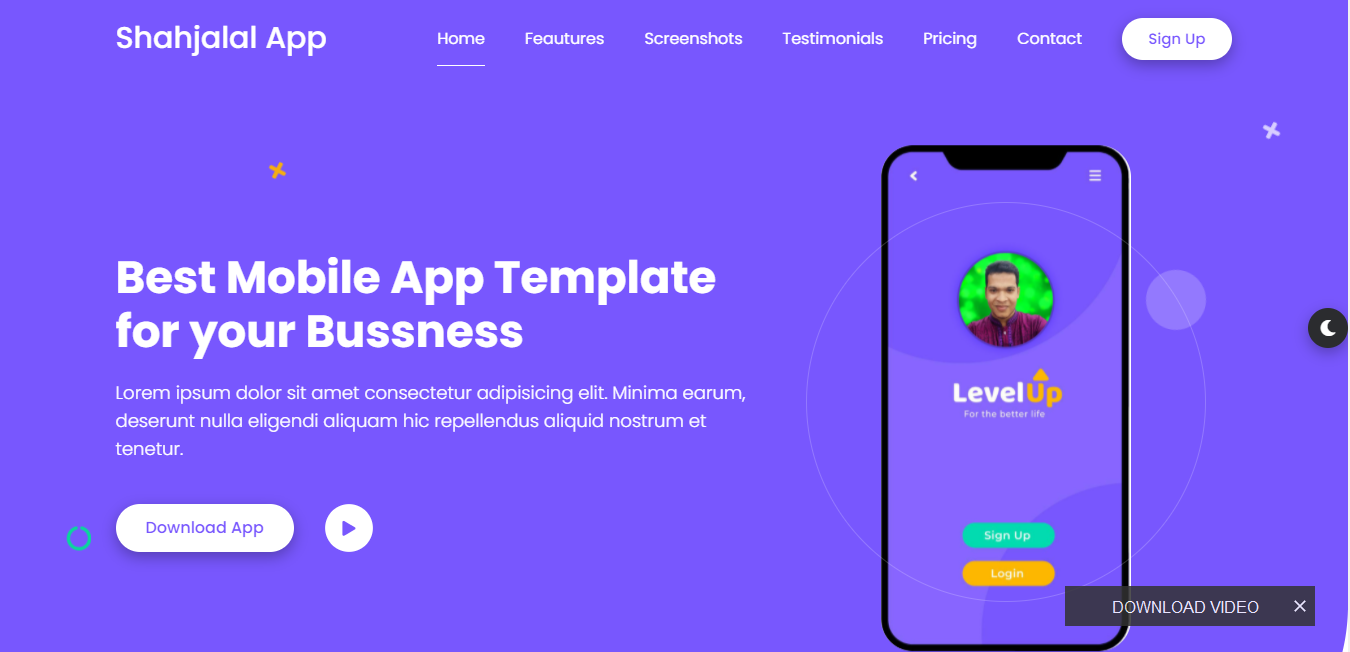 Shahjalal App
Home
Feautures
Screenshots
Testimonials
Pricing
Contact
Sign Up
Best Mobile App Template
for your Bussness
Lorem ipsum dolor sit amet consectetur adipisicing elit. Minima earum,
deserunt nulla eligendi aliquam hic repellendus aliquid nostrum et
tenetur.
Download App
LevelUp
For the better life
Sign Up
Login
DOWNLOAD VIDEO